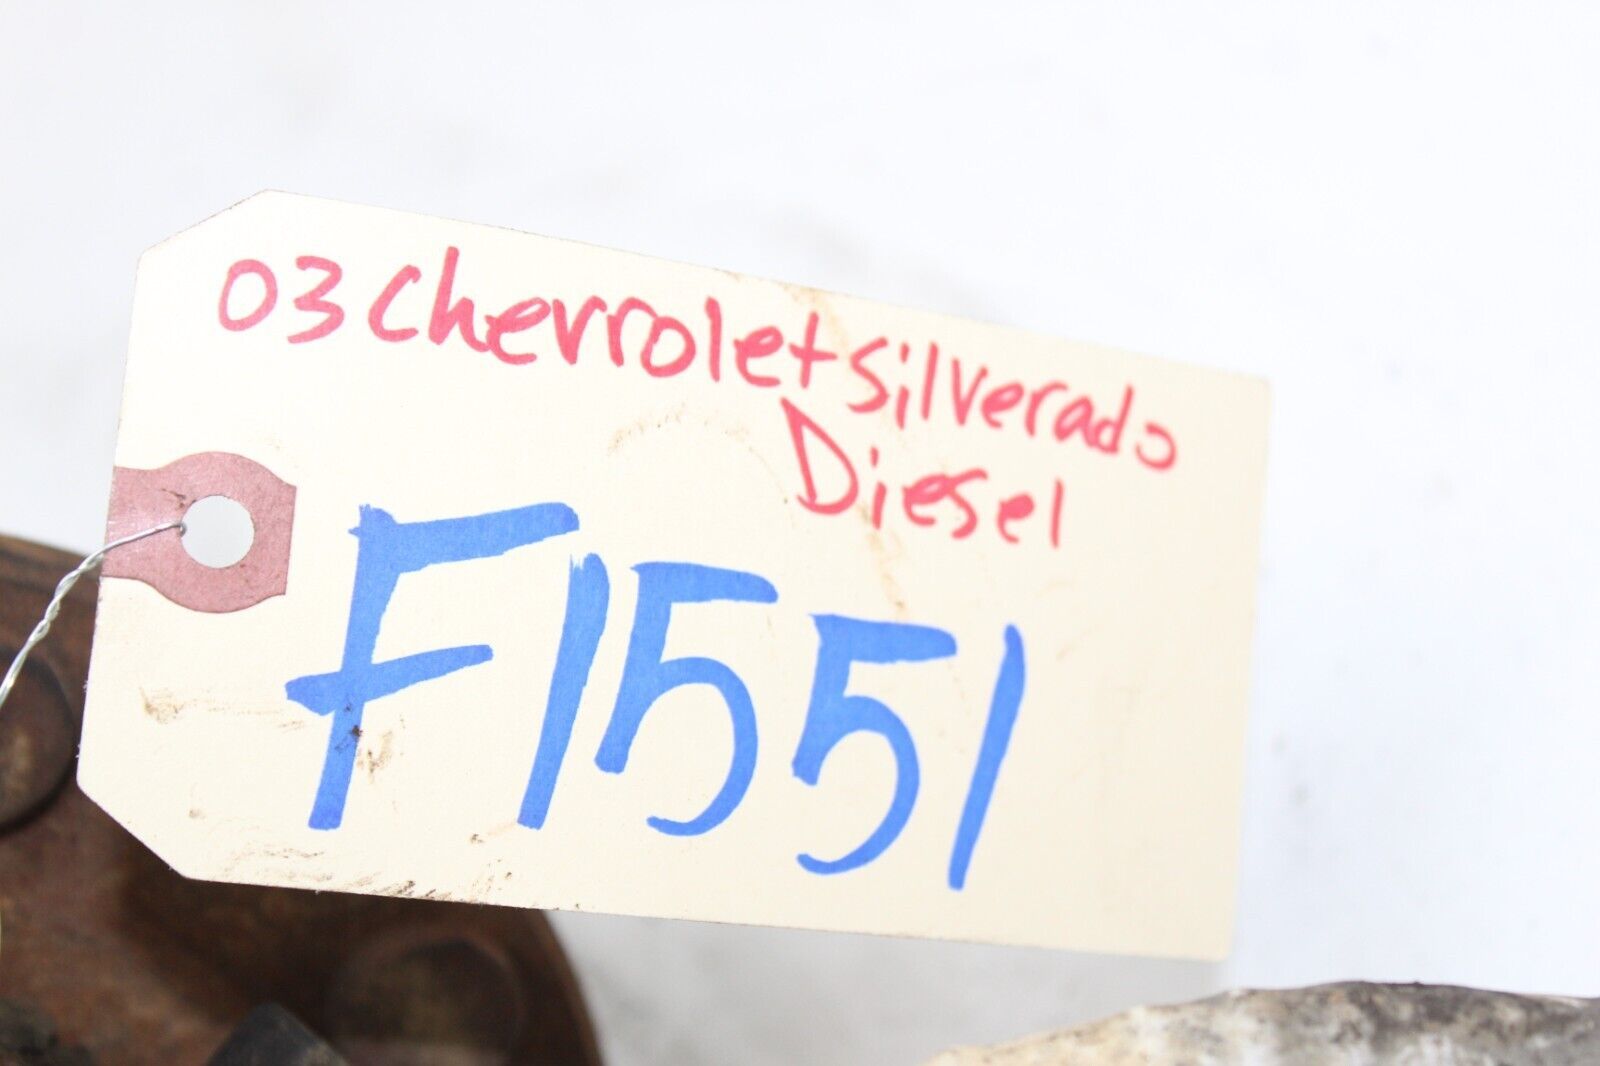 03 Chevrolet Silverado
Diesel
F1551